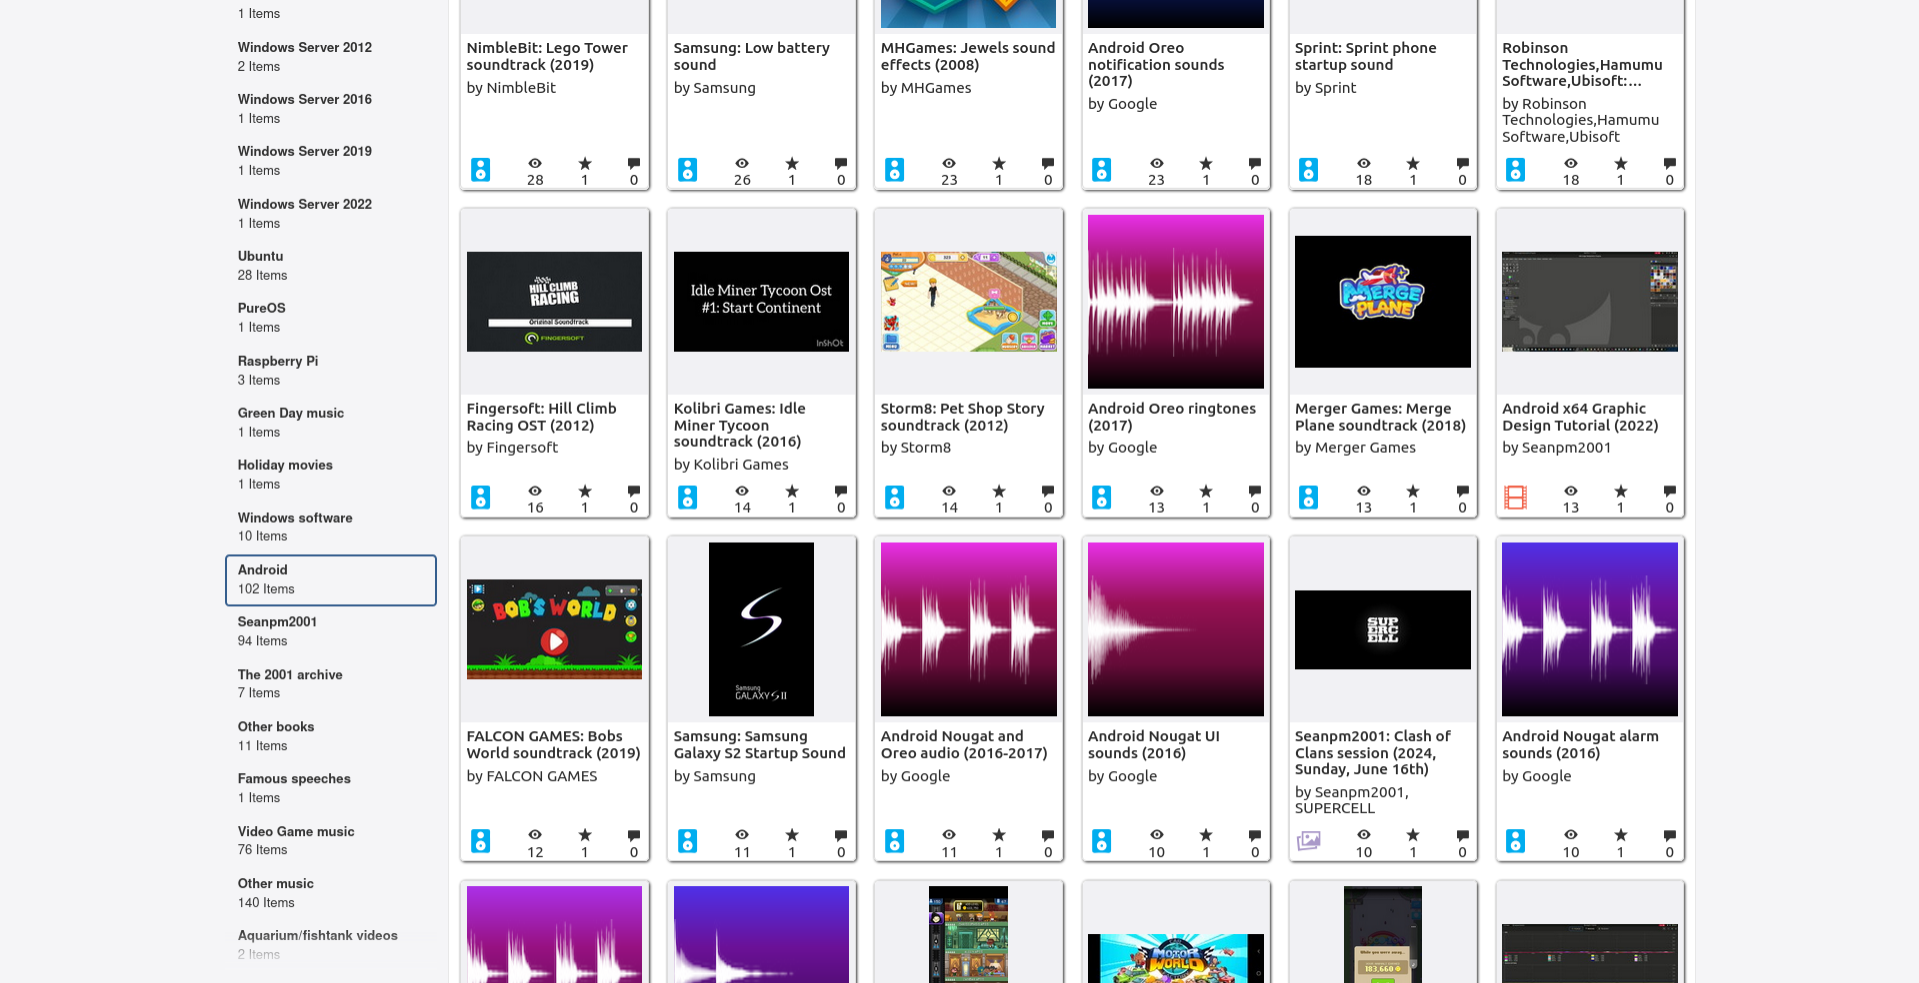 1 Items
Windows Server 2012
2 Items
Windows Server 2016
1 Items
Windows Server 2019
1 Items
Windows Server 2022
1 Items
Ubuntu
28 Items
PureOS
1 Items
Raspberry Pi
3 Items
Green Day music
1 Items
Holiday movies
1 Items
Windows software
10 Items
Android
102 Items
Seanpm2001
94 Items
The 2001 archive
7 Items
Other books
11 Items
Famous speeches
1 Items
Video Game music
76 Items
Other music
140 Items
Aquarium/fishtank videos
2 Items
NimbleBit: Lego Tower
soundtrack (2019)
by NimbleBit
28 1 0
Samsung: Low battery
sound
by Samsung
26 1 0
MHGames: Jewels sound
effects (2008)
by MHGames
23 1 0
Android Oreo
notification sounds
(2017)
by Google
23 1 0
Sprint: Sprint phone
startup sound
by Sprint
18 1 0
Robinson
Technologies,Hamumu
Software,Ubisoft:...
by Robinson
Technologies,Hamumu
Software,Ubisoft
18 1 0
HILL CLIMB
RACING
Original Soundtrack
FINGERSOFT
Fingersoft: Hill Climb
Racing OST (2012)
by Fingersoft
16 1 0
Idle Miner Tycoon Ost
#1: Start Continent
InShOt
Kolibri Games: Idle
Miner Tycoon
soundtrack (2016)
by Kolibri Games
14 1 0
Storm8: Pet Shop Story
soundtrack (2012)
by Storm8
14 1 0
Android Oreo ringtones
(2017)
by Google
13 1 0
MERGE
PLANE
Merger Games: Merge
Plane soundtrack (2018)
by Merger Games
13 1 0
Android x64 Graphic
Design Tutorial (2022)
by Seanpm2001
13 1 0
BOB'S WORLD
FALCON GAMES: Bobs
World soundtrack (2019)
by FALCON GAMES
12 1 0
Samsung
GALAXY S II
Samsung: Samsung
Galaxy S2 Startup Sound
by Samsung
11 1 0
Android Nougat and
Oreo audio (2016-2017)
by Google
11 1 0
Android Nougat UI
sounds (2016)
by Google
10 1 0
SUP
ERC
ELL
Seanpm2001: Clash of
Clans session (2024,
Sunday, June 16th)
by Seanpm2001,
SUPERCELL
10 1 0
Android Nougat alarm
sounds (2016)
by Google
10 1 0
MOTOR
WORLD
While you were away...
183,660